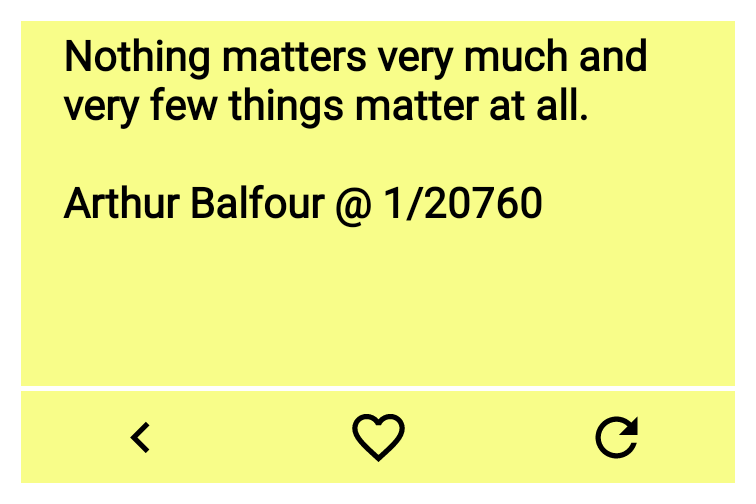 Nothing matters very much and
very few things matter at all.
Arthur Balfour @ 1/20760